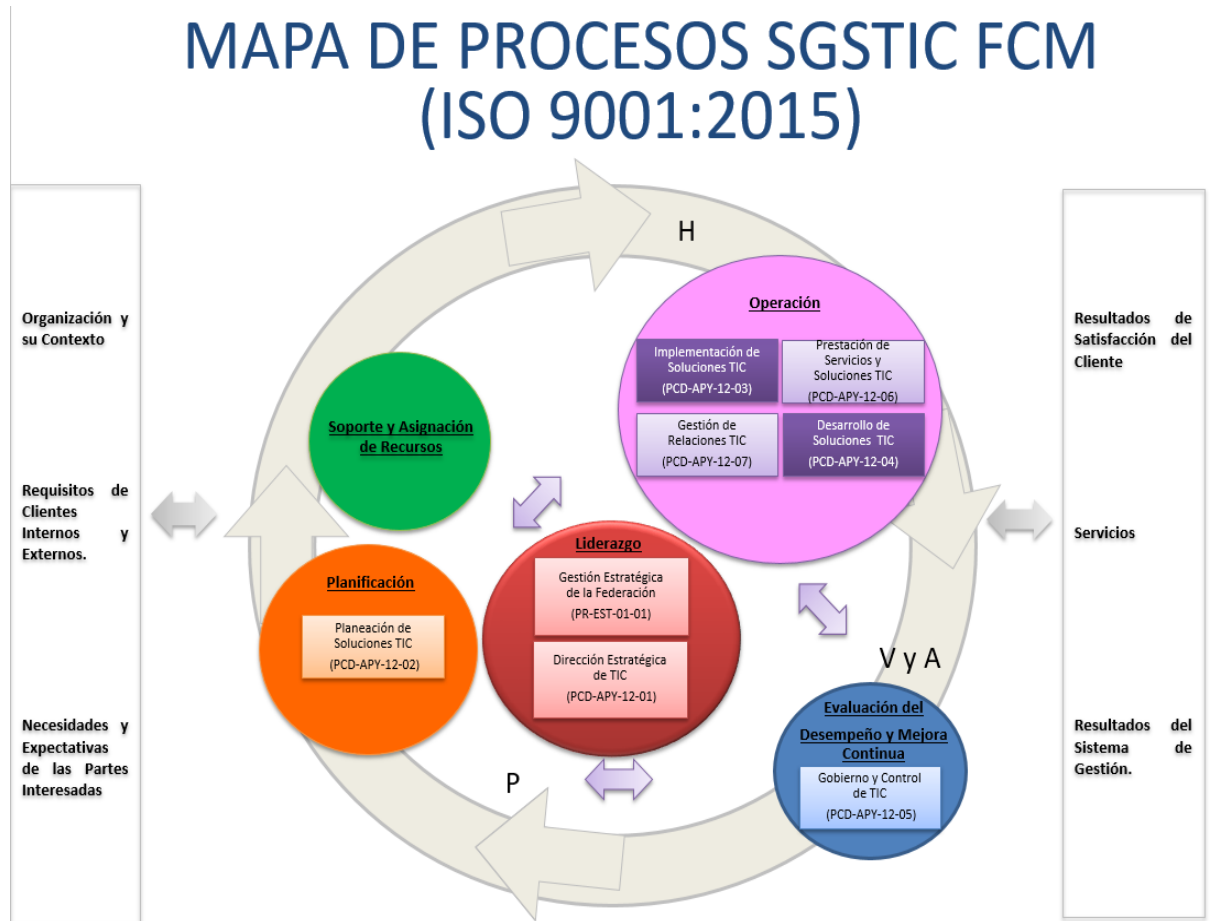 MAPA DE PROCESOS SGSTIC FCM
(ISO 9001:2015)
Organización y
su Contexto
Requisitos de
Clientes
Internos y
Externos.
Necesidades y
Expectativas
de las Partes
Interesadas
H
Operación
Implementación de
Soluciones TIC
(PCD-APY-12-03)
Prestación de
Servicios y
Soluciones TIC
(PCD-APY-12-06)
Gestión de
Relaciones TIC
(PCD-APY-12-07)
Desarrollo de
Soluciones TIC
(PCD-APY-12-04)
Soporte y Asignación
de Recursos
Planificación
Planeación de
Soluciones TIC
(PCD-APY-12-02)
Liderazgo
Gestión Estratégica
de la Federación
(PR-EST-01-01)
Dirección Estratégica
de TIC
(PCD-APY-12-01)
V y A
Evaluación del
Desempeño y Mejora
Continua
Gobierno y Control
de TIC
(PCD-APY-12-05)
P
Resultados de
Satisfacción del
Cliente
Servicios
Resultados del
Sistema de
Gestión.